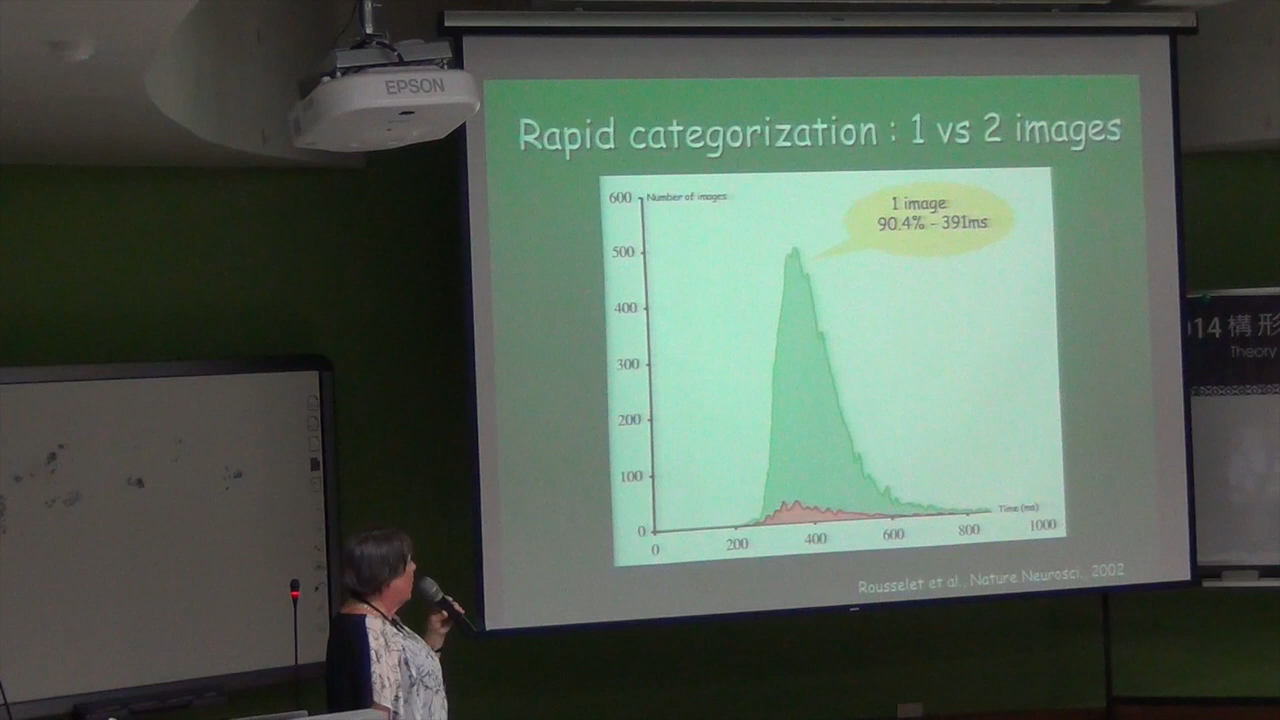 EPSON
Rapid categorization : 1 vs 2 images
600
Number of images
1 image
90.4% - 391ms
500
400
300
200
100
0
Time (ms)
0
200
400
600
800
1000
Rousselet et al., Nature Neurosci. 2002
014 構形
Theory